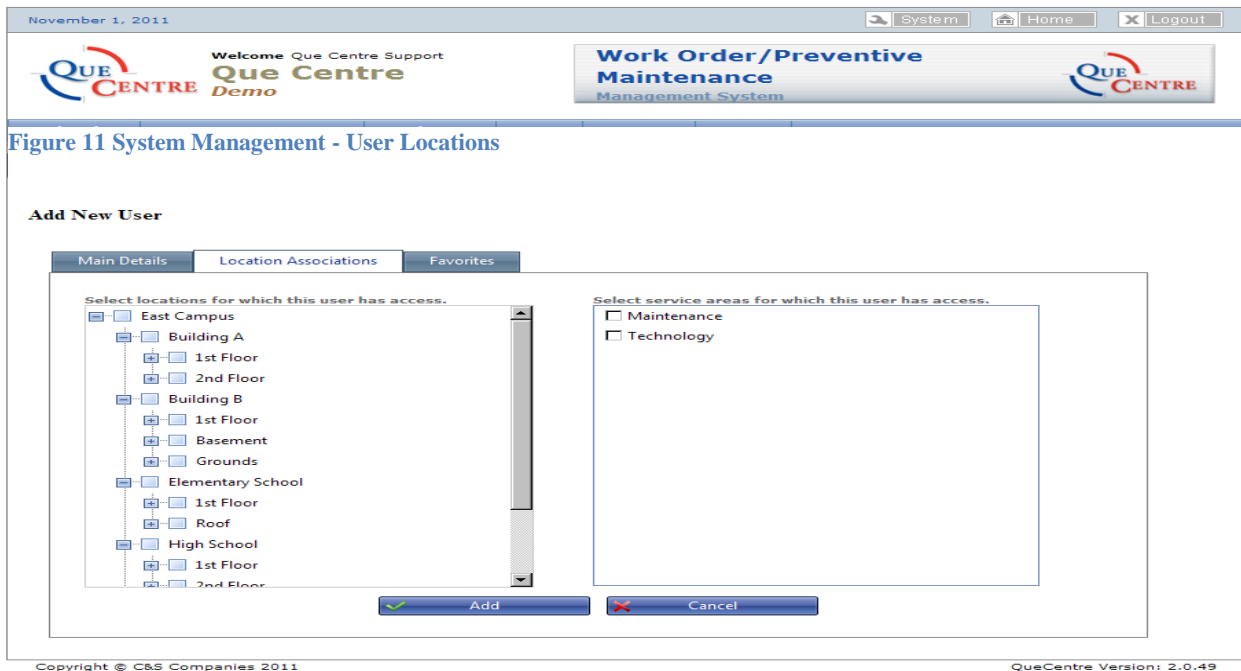 November 1, 2011
System
Home
Logout
QUE CENTRE
Welcome Que Centre Support
Que Centre
Demo
Work Order/Preventive
Maintenance
Management System
QUE CENTRE
Figure 11 System Management - User Locations
Add New User
Main Details
Location Associations
Favorites
Select locations for which this user has access.
East Campus
Building A
1st Floor
2nd Floor
Building B
1st Floor
Basement
Grounds
Elementary School
1st Floor
Roof
High School
1st Floor
2nd Floor
Select service areas for which this user has access.
Maintenance
Technology
Add
Cancel
Copyright © C&S Companies 2011
QueCentre Version: 2.0.49